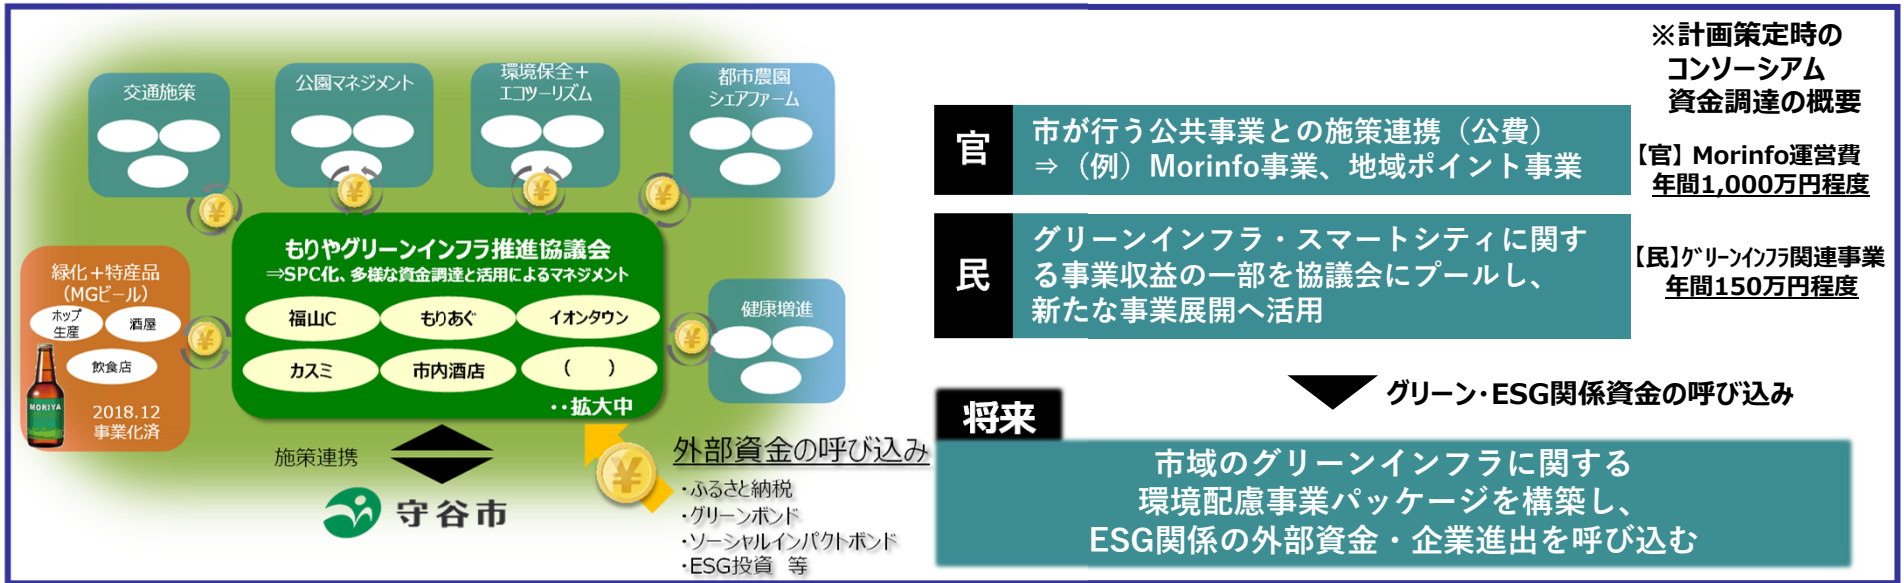 交通施策
公園マネジメント
環境保全＋
エコツーリズム
都市農園
シェアファーム
緑化＋特産品
（MGビール）
ホップ
生産
酒屋
飲食店
MORIYA
2018.12
事業化済
もりやグリーンインフラ推進協議会
⇒SPC化、多様な資金調達と活用によるマネジメント
福山C
もりあぐ
イオンタウン
カスミ
市内酒店
（　　）
‥拡大中
健康増進
施策連携
守谷市
外部資金の呼び込み
・ふるさと納税
・グリーンボンド
・ソーシャルインパクトボンド
・ESG投資　等
官
市が行う公共事業との施策連携（公費）
⇒（例）Morinfo事業、地域ポイント事業
民
グリーンインフラ・スマートシティに関す
る事業収益の一部を協議会にプールし、
新たな事業展開へ活用
※計画策定時の
コンソーシアム
資金調達の概要
【官】 Morinfo運営費
年間1,000万円程度
【民】ｸﾞﾘｰﾝｲﾝﾌﾗ関連事業
年間150万円程度
グリーン・ESG関係資金の呼び込み
将来
市域のグリーンインフラに関する
環境配慮事業パッケージを構築し、
ESG関係の外部資金・企業進出を呼び込む